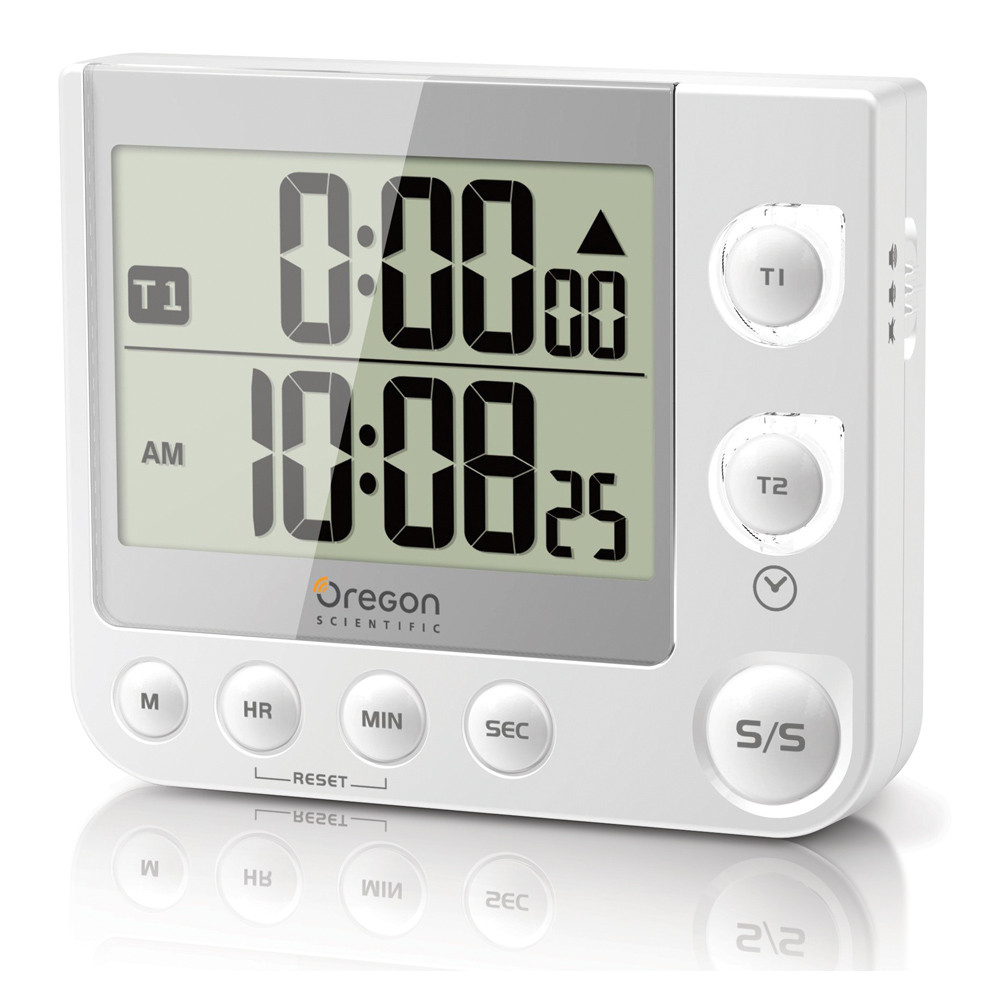 0:00 00
T1
AM 10:08 25
Oregon
SCIENTIFIC
T1
T2
M HR MIN SEC
S/S
RESET